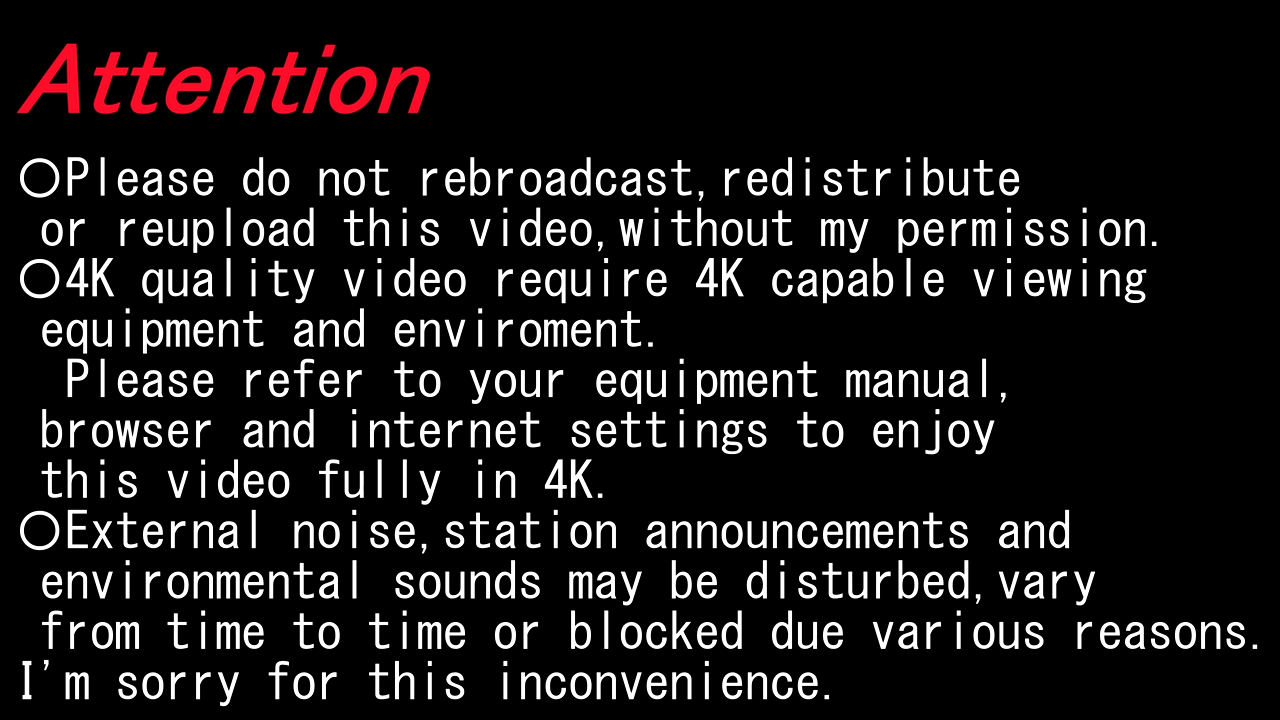 Attention
○Please do not rebroadcast,redistribute
or reupload this video,without my permission.
○4K quality video require 4K capable viewing
equipment and enviroment.
Please refer to your equipment manual,
browser and internet settings to enjoy
this video fully in 4K.
○External noise,station announcements and
environmental sounds may be disturbed,vary
from time to time or blocked due various reasons.
I'm sorry for this inconvenience.